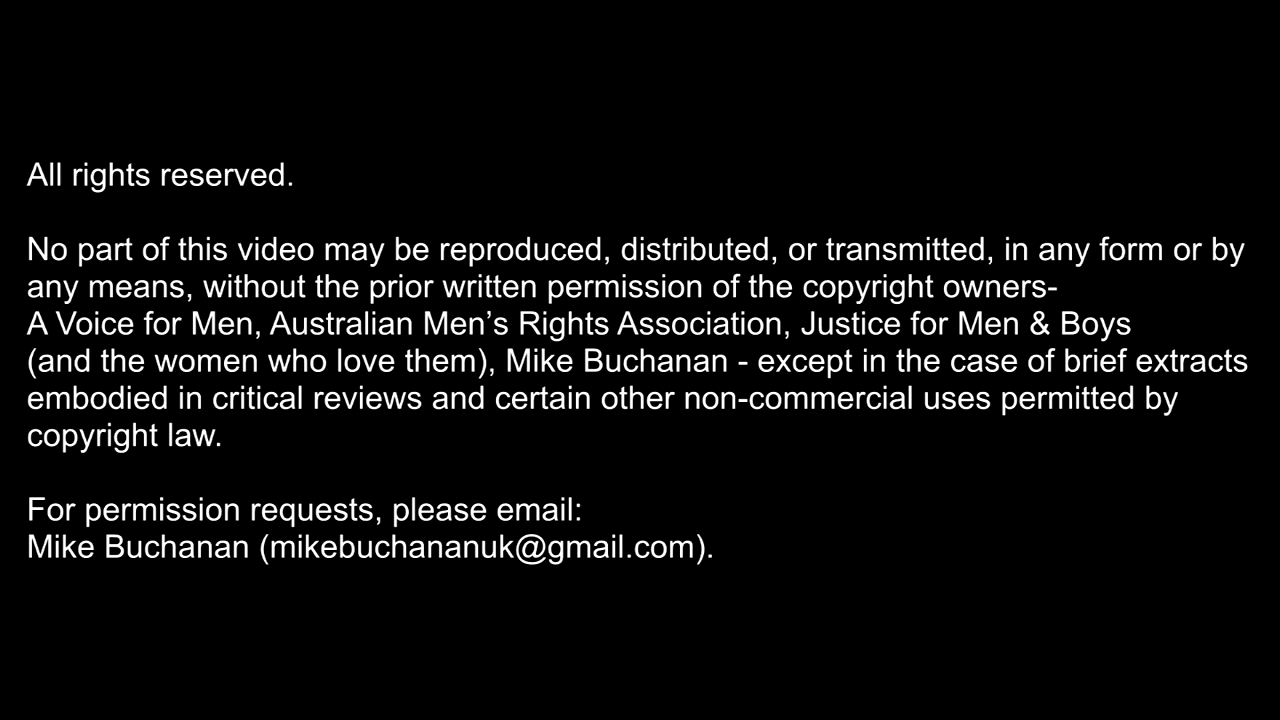 All rights reserved.
No part of this video may be reproduced, distributed, or transmitted, in any form or by
any means, without the prior written permission of the copyright owners-
A Voice for Men, Australian Men’s Rights Association, Justice for Men & Boys
(and the women who love them), Mike Buchanan - except in the case of brief extracts
embodied in critical reviews and certain other non-commercial uses permitted by
copyright law.
For permission requests, please email:
Mike Buchanan (mikebuchananuk@gmail.com).